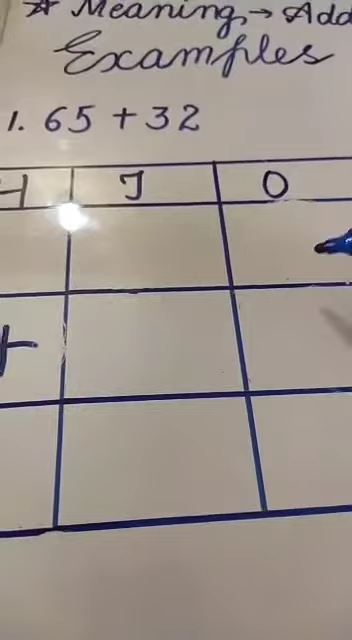 * Meaning → Add
Examples
1. 65 + 32
H T O
+